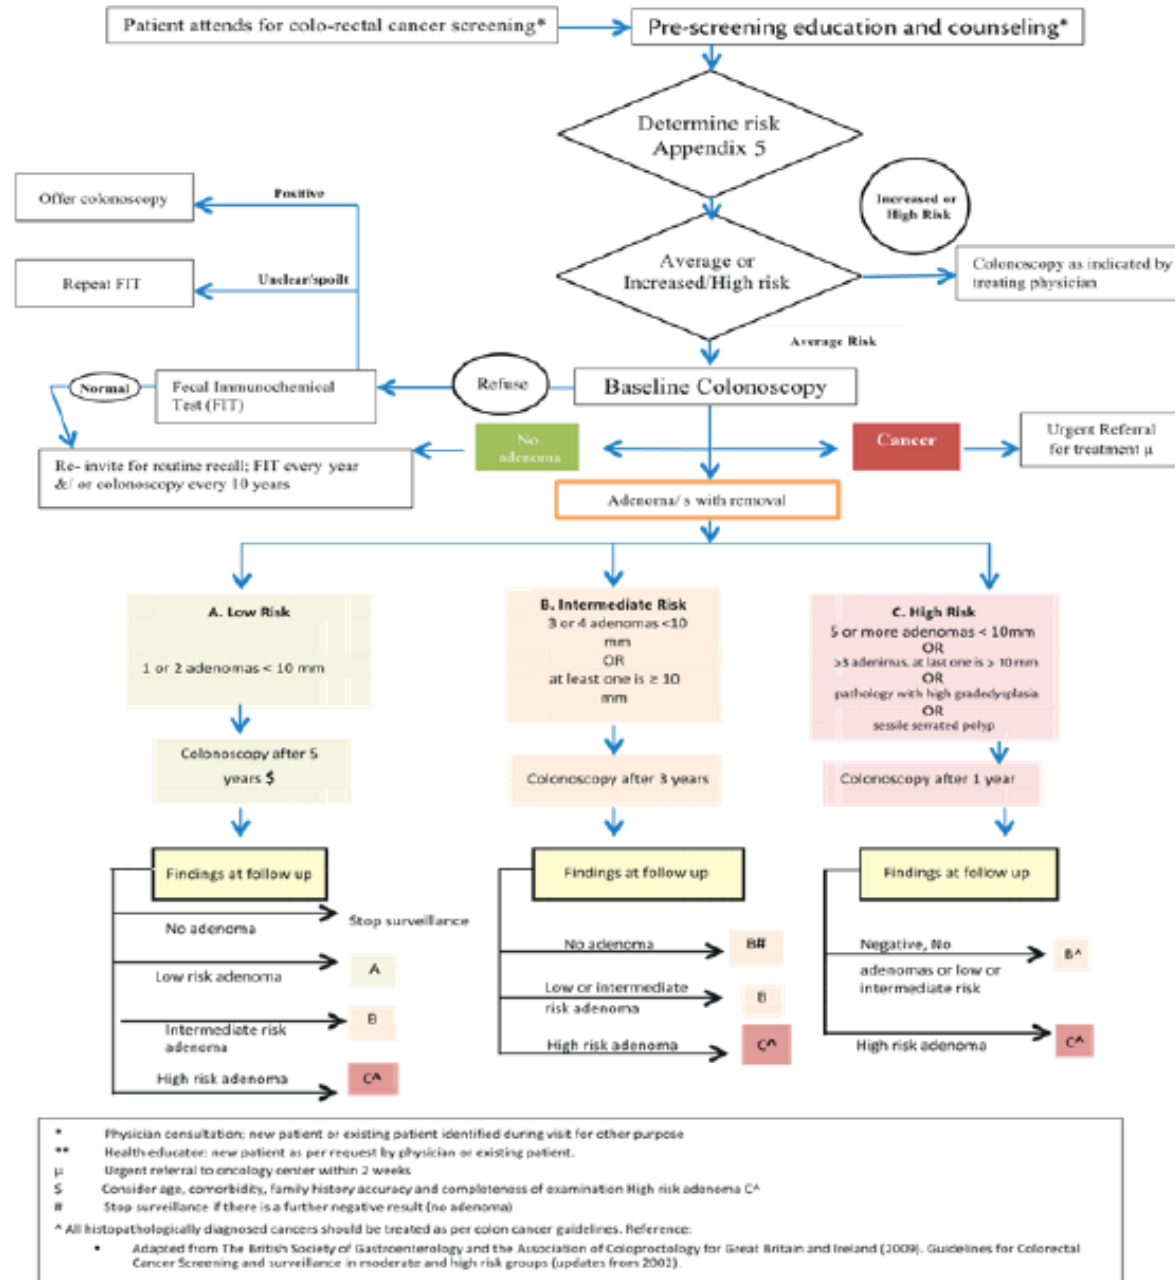 Patient attends for colo-rectal cancer screening*
Pre-screening education and counseling*
Determine risk
Appendix 5
Increased or
High Risk
Average or
Increased/High risk
Colonoscopy as indicated by
treating physician
Average Risk
Offer colonoscopy
Positive
Repeat FIT
Unclear/spoilt
Normal
Fecal Immunochemical
Test (FIT)
Refuse
Baseline Colonoscopy
No
adenoma
Cancer
Urgent Referral
for treatment µ
Re- invite for routine recall; FIT every year
&/ or colonoscopy every 10 years
Adenoma/ s with removal
A. Low Risk
1 or 2 adenomas < 10 mm
Colonoscopy after 5
years $
Findings at follow up
No adenoma
Stop surveillance
Low risk adenoma
A
Intermediate risk
adenoma
B
High risk adenoma
C^
B. Intermediate Risk
3 or 4 adenomas <10
mm
OR
at least one is ≥ 10
mm
Colonoscopy after 3 years
Findings at follow up
No adenoma
B#
Low or intermediate
risk adenoma
B
High risk adenoma
C^
C. High Risk
5 or more adenomas < 10mm
OR
>3 adenimas, at last one is > 10mm
OR
pathology with high gradedysplasia
OR
sessile serrated polyp
Colonoscopy after 1 year
Findings at follow up
Negative, No
adenomas or low or
intermediate risk
B^
High risk adenoma
C^
* Physician consultation; new patient or existing patient identified during visit for other purpose
** Health educator: new patient as per request by physician or existing patient.
µ Urgent referral to oncology center within 2 weeks
$ Consider age, comorbidity, family history accuracy and completeness of examination High risk adenoma C^
# Stop surveillance if there is a further negative result (no adenoma)
^ All histopathologically diagnosed cancers should be treated as per colon cancer guidelines. Reference:
• Adapted from The British Society of Gastroenterology and the Association of Coloproctology for Great Britain and Ireland (2009). Guidelines for Colorectal
Cancer Screening and surveillance in moderate and high risk groups (updates from 2002).